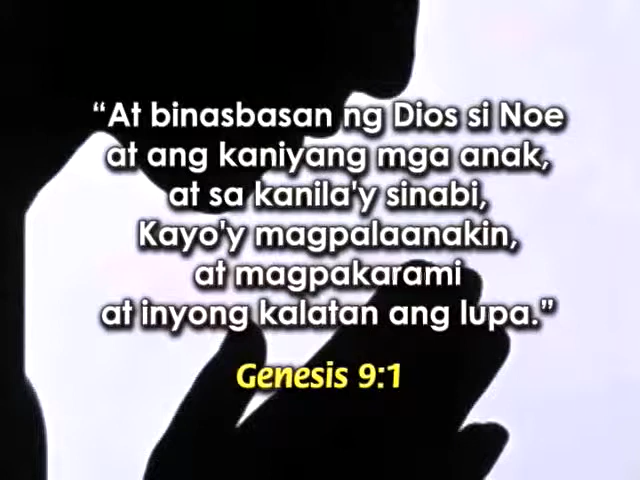 “At binasbasan ng Dios si Noe
at ang kaniyang mga anak,
at sa kanila'y sinabi,
Kayo'y magpalaanakin,
at magpakarami
at inyong kalatan ang lupa.”
Genesis 9:1